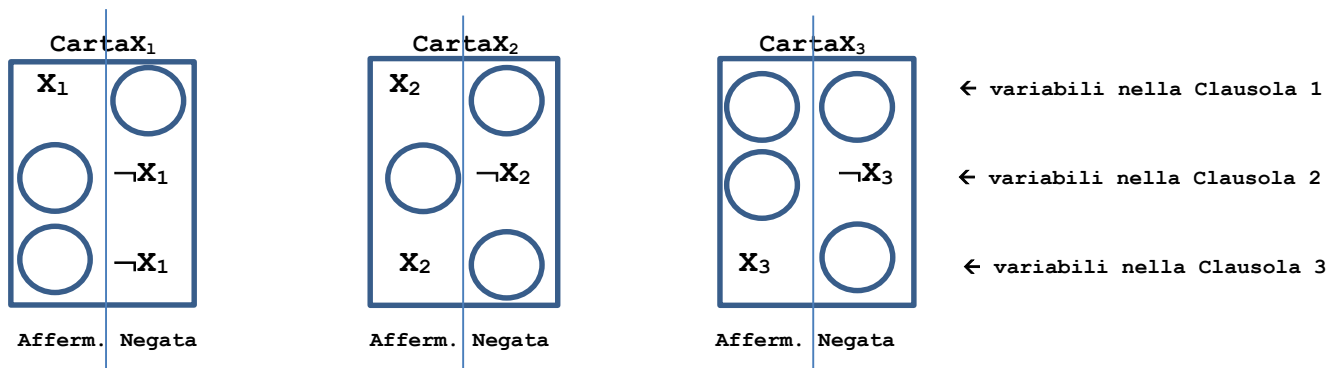 CartaX₁ CartaX₂ CartaX₃
X₁ X₂ ← variabili nella Clausola 1
¬X₁ ¬X₂ ¬X₃ ← variabili nella Clausola 2
¬X₁ X₂ X₃ ← variabili nella Clausola 3
Afferm. Negata Afferm. Negata Afferm. Negata